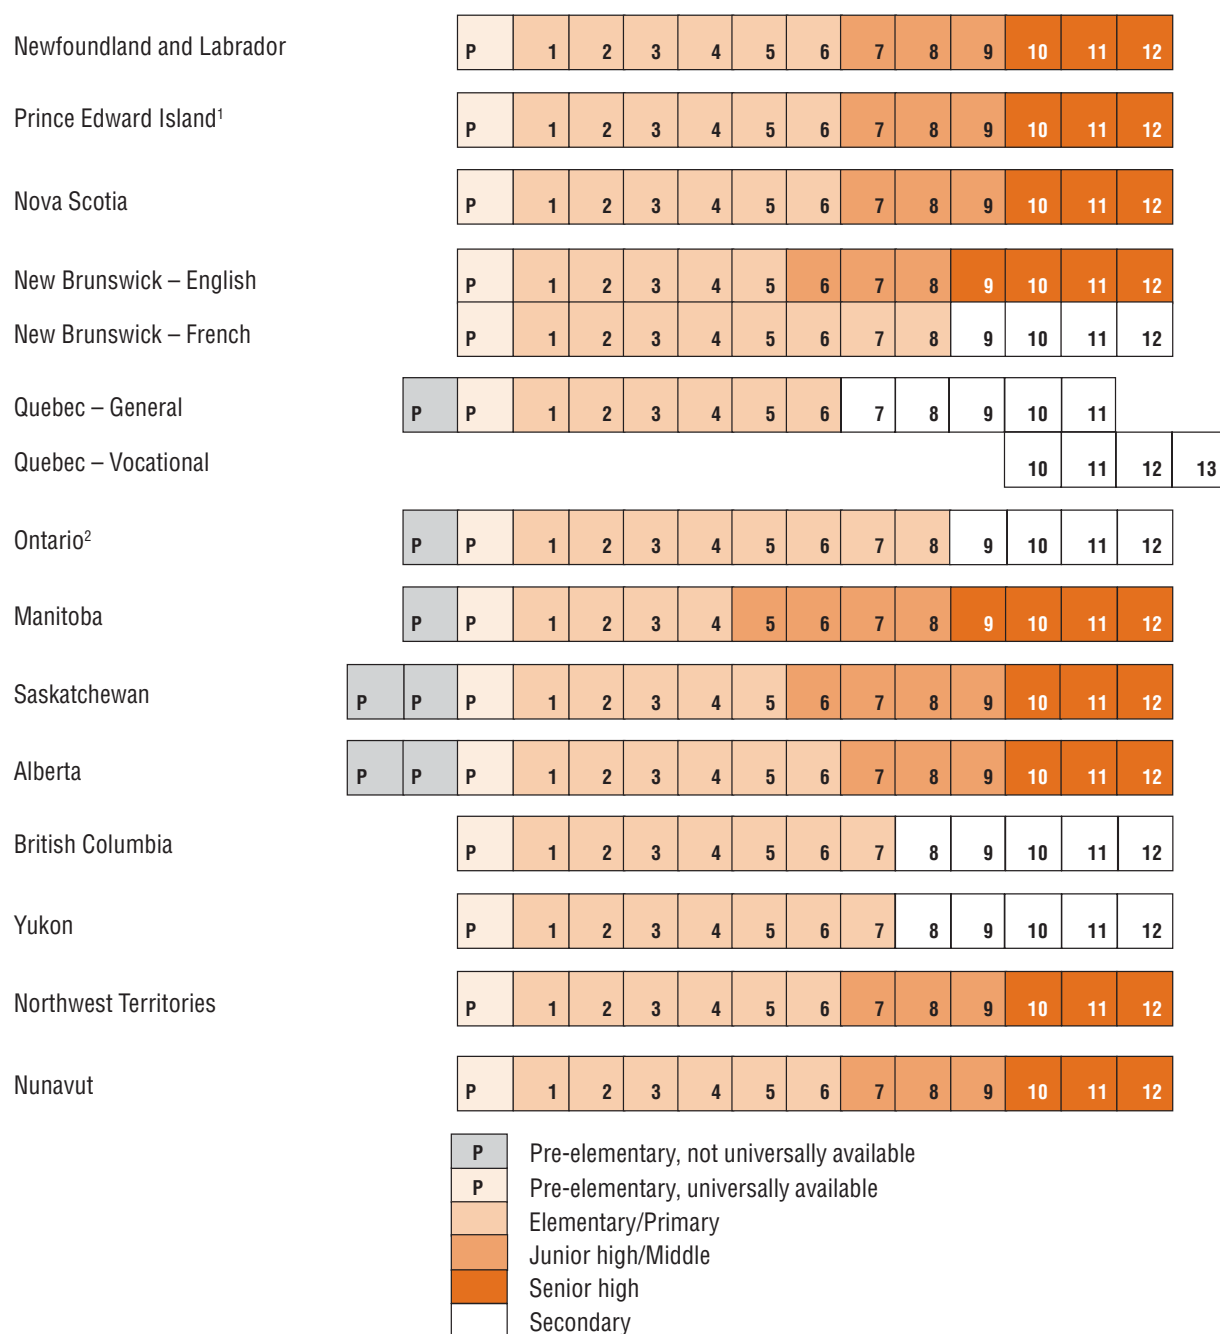 Newfoundland and Labrador P 1 2 3 4 5 6 7 8 9 10 11 12
Prince Edward Island¹ P 1 2 3 4 5 6 7 8 9 10 11 12
Nova Scotia P 1 2 3 4 5 6 7 8 9 10 11 12
New Brunswick – English P 1 2 3 4 5 6 7 8 9 10 11 12
New Brunswick – French P 1 2 3 4 5 6 7 8 9 10 11 12
Quebec – General P P 1 2 3 4 5 6 7 8 9 10 11
Quebec – Vocational 10 11 12 13
Ontario² P P 1 2 3 4 5 6 7 8 9 10 11 12
Manitoba P P 1 2 3 4 5 6 7 8 9 10 11 12
Saskatchewan P P P 1 2 3 4 5 6 7 8 9 10 11 12
Alberta P P P 1 2 3 4 5 6 7 8 9 10 11 12
British Columbia P 1 2 3 4 5 6 7 8 9 10 11 12
Yukon P 1 2 3 4 5 6 7 8 9 10 11 12
Northwest Territories P 1 2 3 4 5 6 7 8 9 10 11 12
Nunavut P 1 2 3 4 5 6 7 8 9 10 11 12
P Pre-elementary, not universally available
P Pre-elementary, universally available
Elementary/Primary
Junior high/Middle
Senior high
Secondary